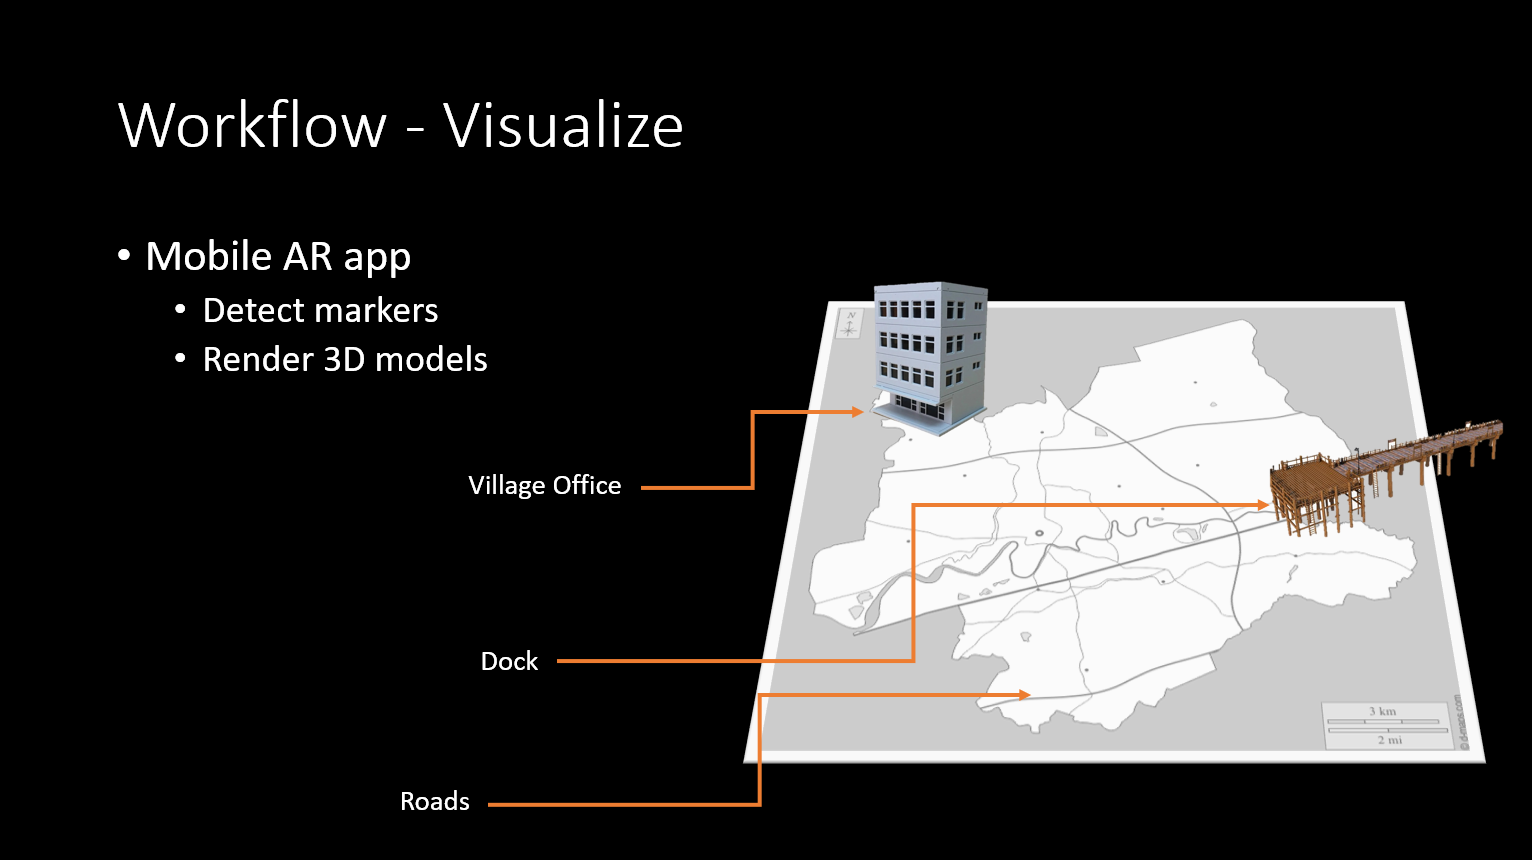 Workflow - Visualize
• Mobile AR app
• Detect markers
• Render 3D models
N
Village Office
Dock
Roads
3 km
2 mi
© d-maps.com